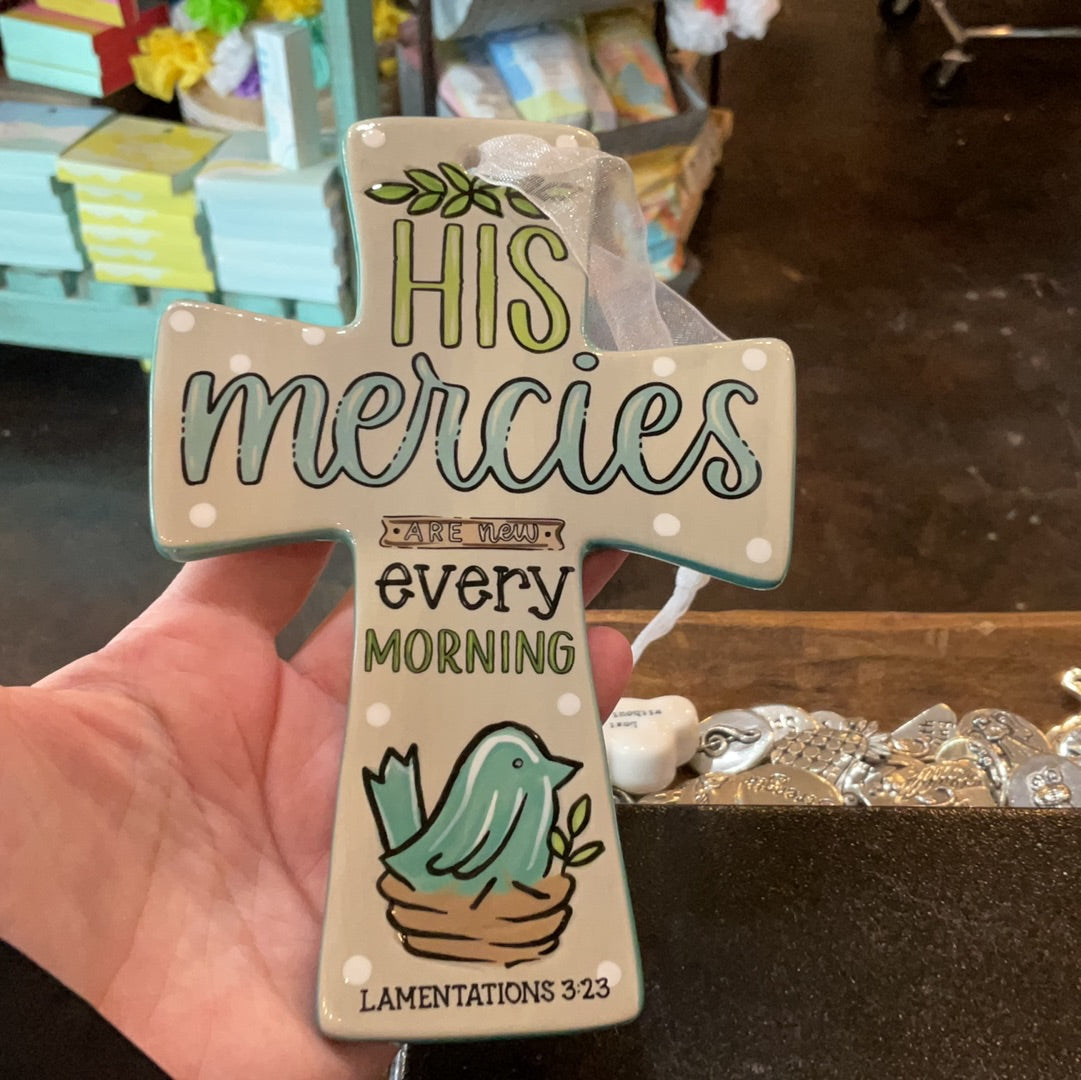 HIS
mercies
ARE new
every
MORNING
LAMENTATIONS 3:23